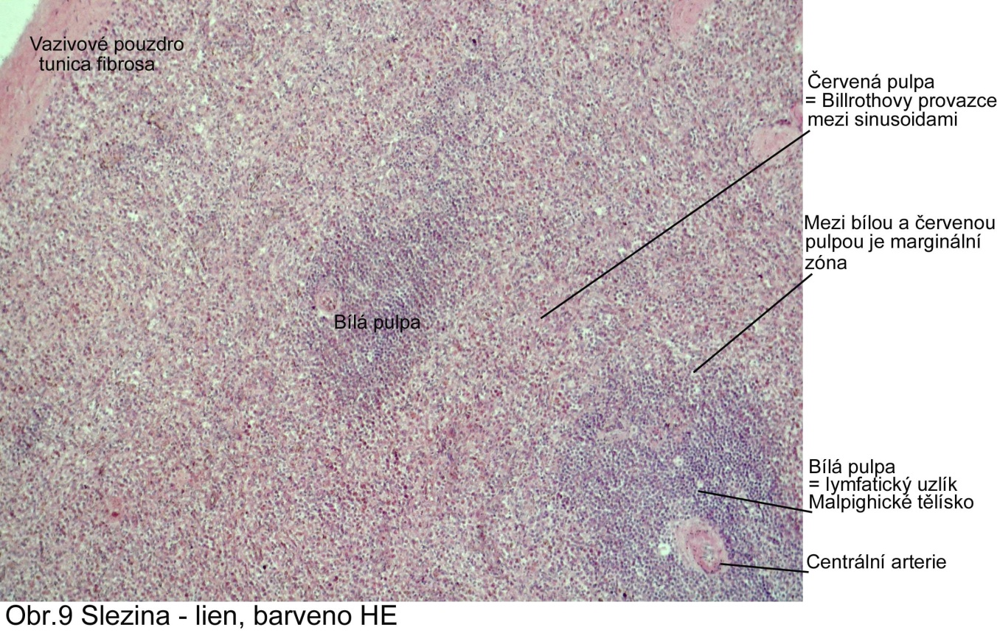 Vazivové pouzdro
tunica fibrosa
Červená pulpa
= Billrothovy provazce
mezi sinusoidami
Mezi bílou a červenou
pulpou je marginální
zóna
Bílá pulpa
Bílá pulpa
= lymfatický uzlík
Malpighické tělísko
Centrální arterie
Obr.9 Slezina - lien, barveno HE